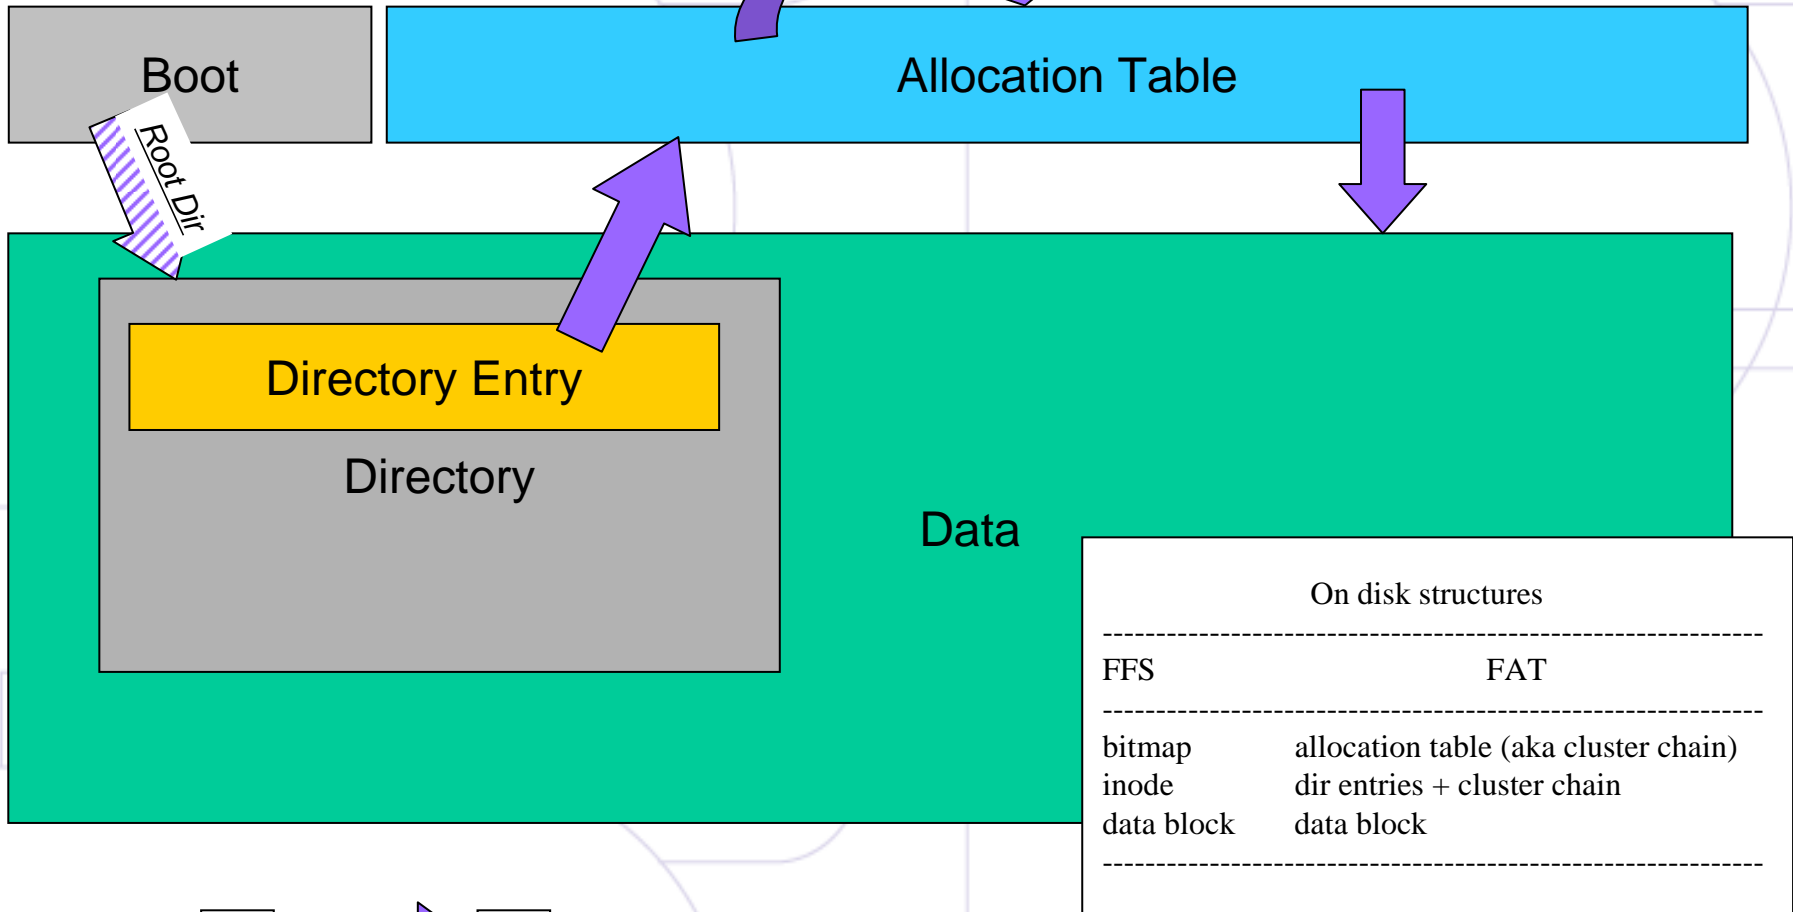 Boot
Allocation Table
Root Dir
Directory Entry
Directory
Data
On disk structures
--------------------------------------------------------------
FFS FAT
--------------------------------------------------------------
bitmap allocation table (aka cluster chain)
inode dir entries + cluster chain
data block data block
--------------------------------------------------------------